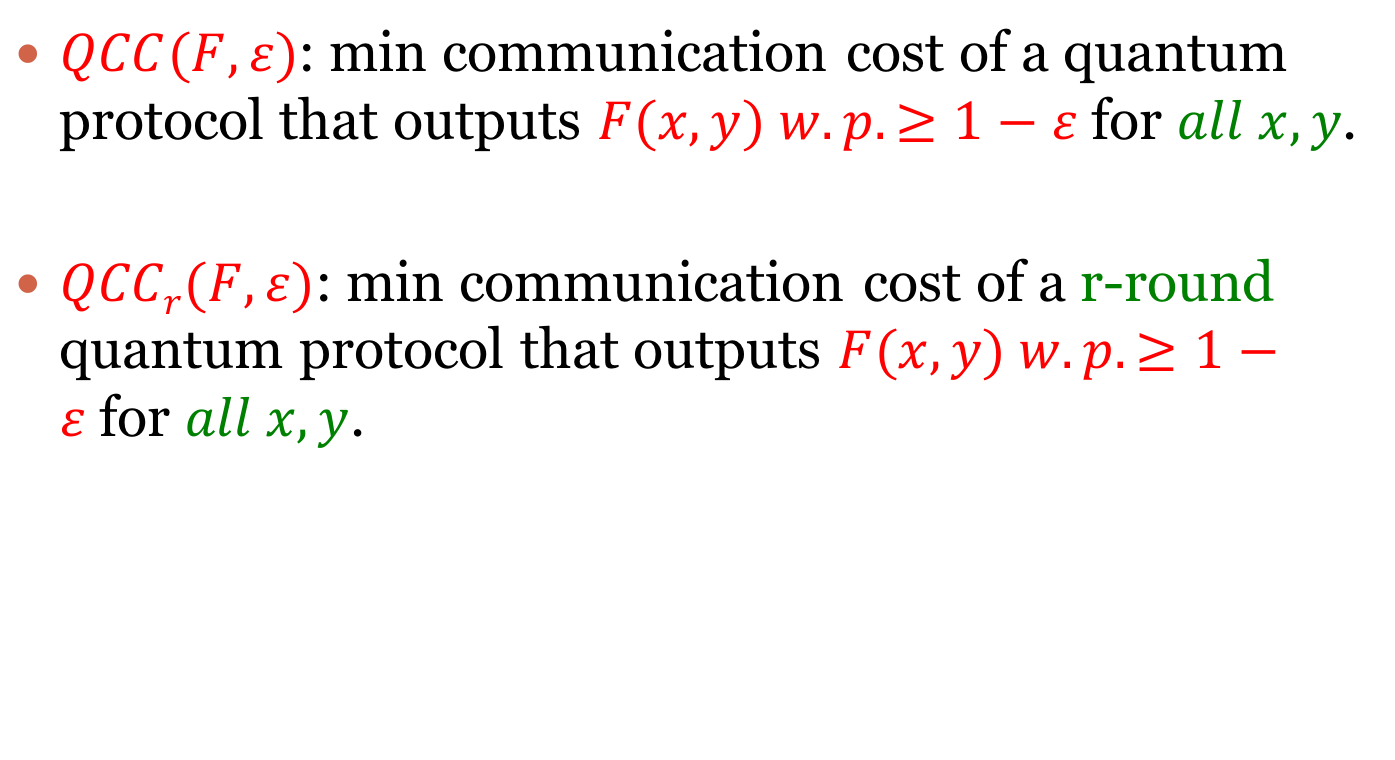 • QCC(F, ε): min communication cost of a quantum
protocol that outputs F(x, y) w.p. ≥ 1 − ε for all x, y.
• QCC_r(F, ε): min communication cost of a r-round
quantum protocol that outputs F(x, y) w.p. ≥ 1 −
ε for all x, y.